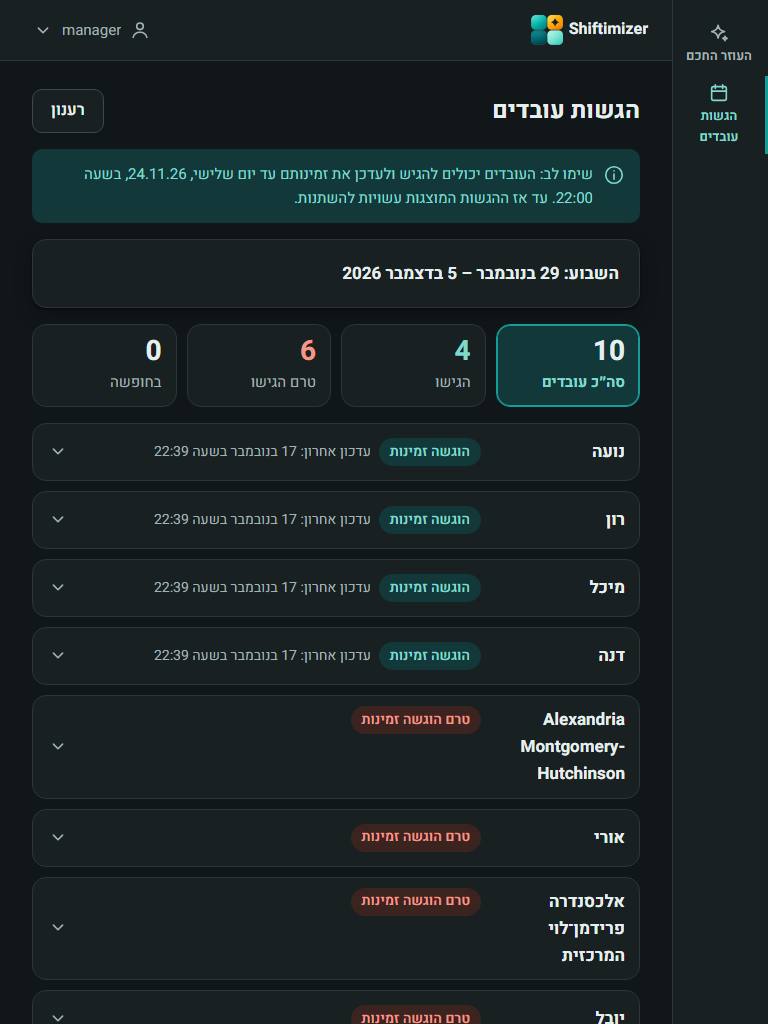 Shiftimizer
manager
העוזר החכם
הגשות
עובדים
הגשות עובדים
רענון
שימו לב: העובדים יכולים להגיש ולעדכן את זמינותם עד יום שלישי, 24.11.26, בשעה
22:00. עד אז ההגשות המוצגות עשויות להשתנות.
השבוע: 29 בנובמבר – 5 בדצמבר 2026
10
סה"כ עובדים
4
הגישו
6
טרם הגישו
0
בחופשה
נועה הוגשה זמינות עדכון אחרון: 17 בנובמבר בשעה 22:39
רון הוגשה זמינות עדכון אחרון: 17 בנובמבר בשעה 22:39
מיכל הוגשה זמינות עדכון אחרון: 17 בנובמבר בשעה 22:39
דנה הוגשה זמינות עדכון אחרון: 17 בנובמבר בשעה 22:39
Alexandria טרם הוגשה זמינות
Montgomery-
Hutchinson
אורי טרם הוגשה זמינות
אלכסנדרה טרם הוגשה זמינות
פרידמן־לוי
המרכזית
יובל טרם הוגשה זמינות